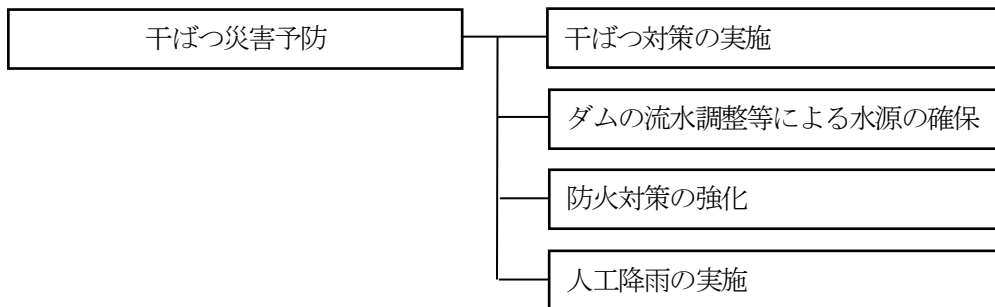 干ばつ災害予防
干ばつ対策の実施
ダムの流水調整等による水源の確保
防火対策の強化
人工降雨の実施